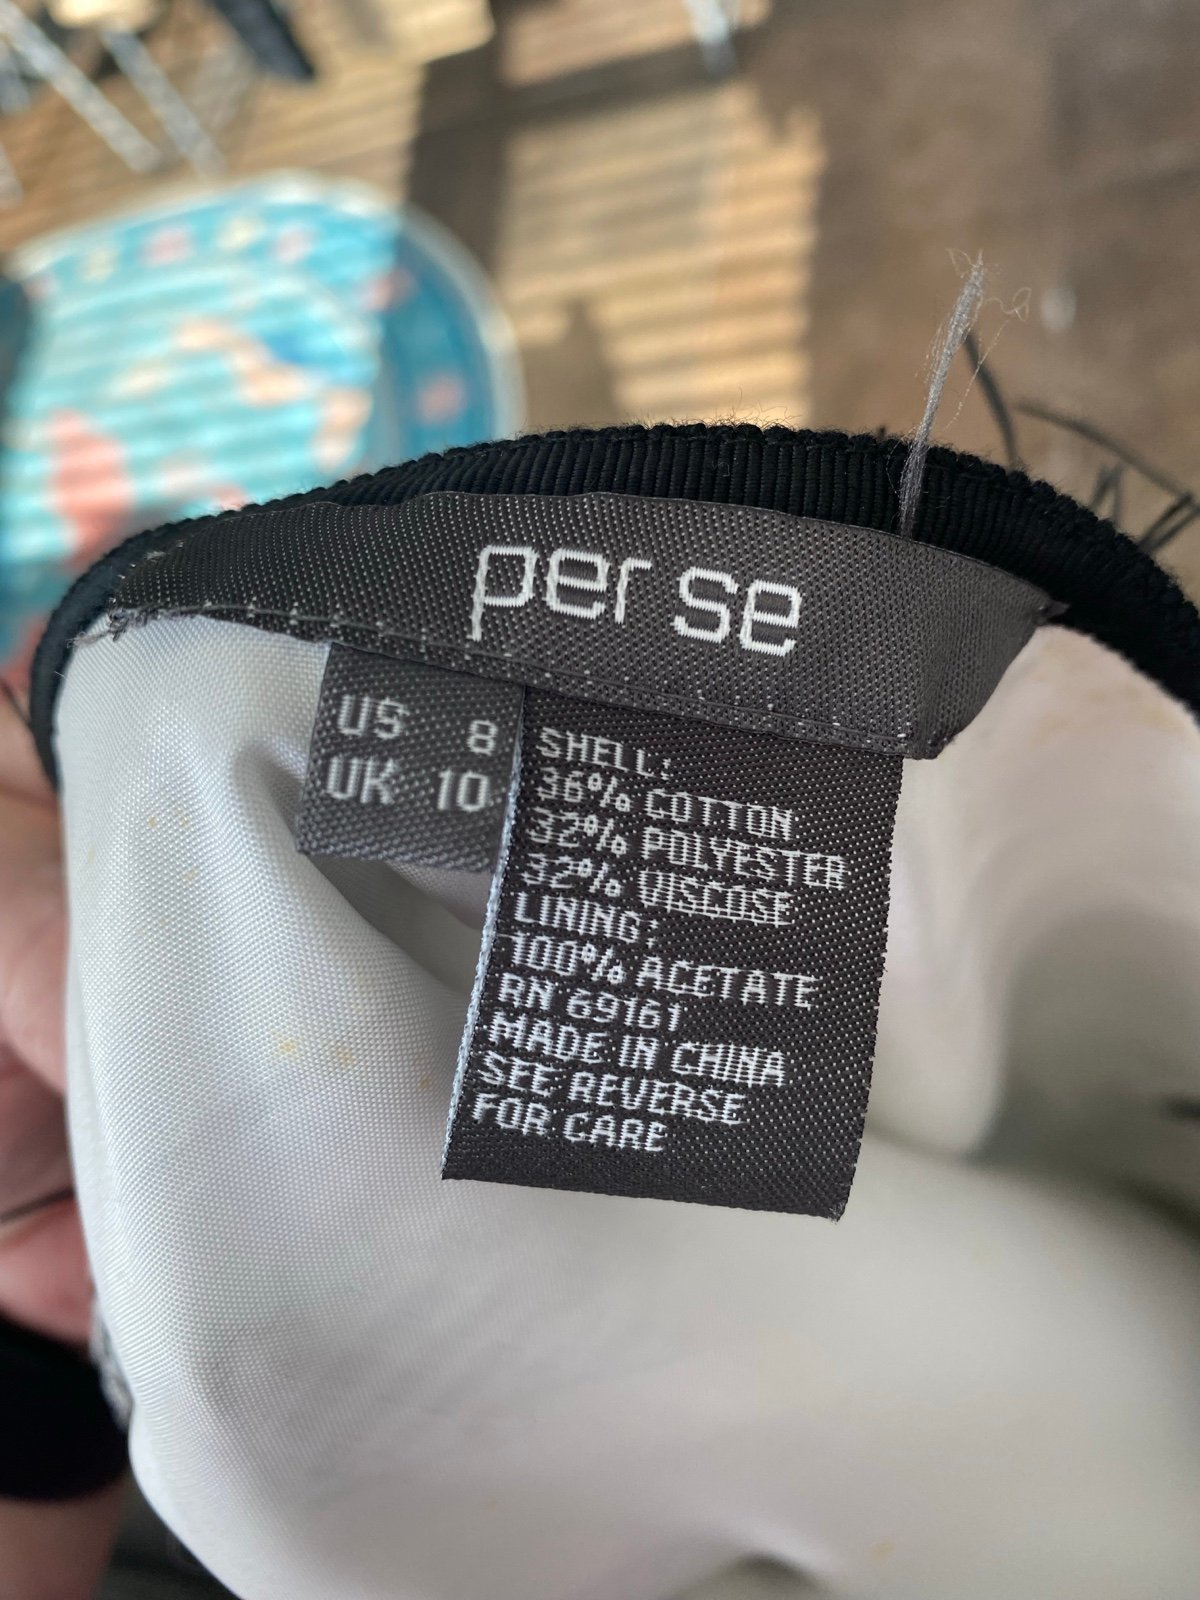 per se
US 8
UK 10
SHELL:
36% COTTON
32% POLYESTER
32% VISCOSE
LINING:
100% ACETATE
RN 69161
MADE IN CHINA
SEE REVERSE
FOR CARE